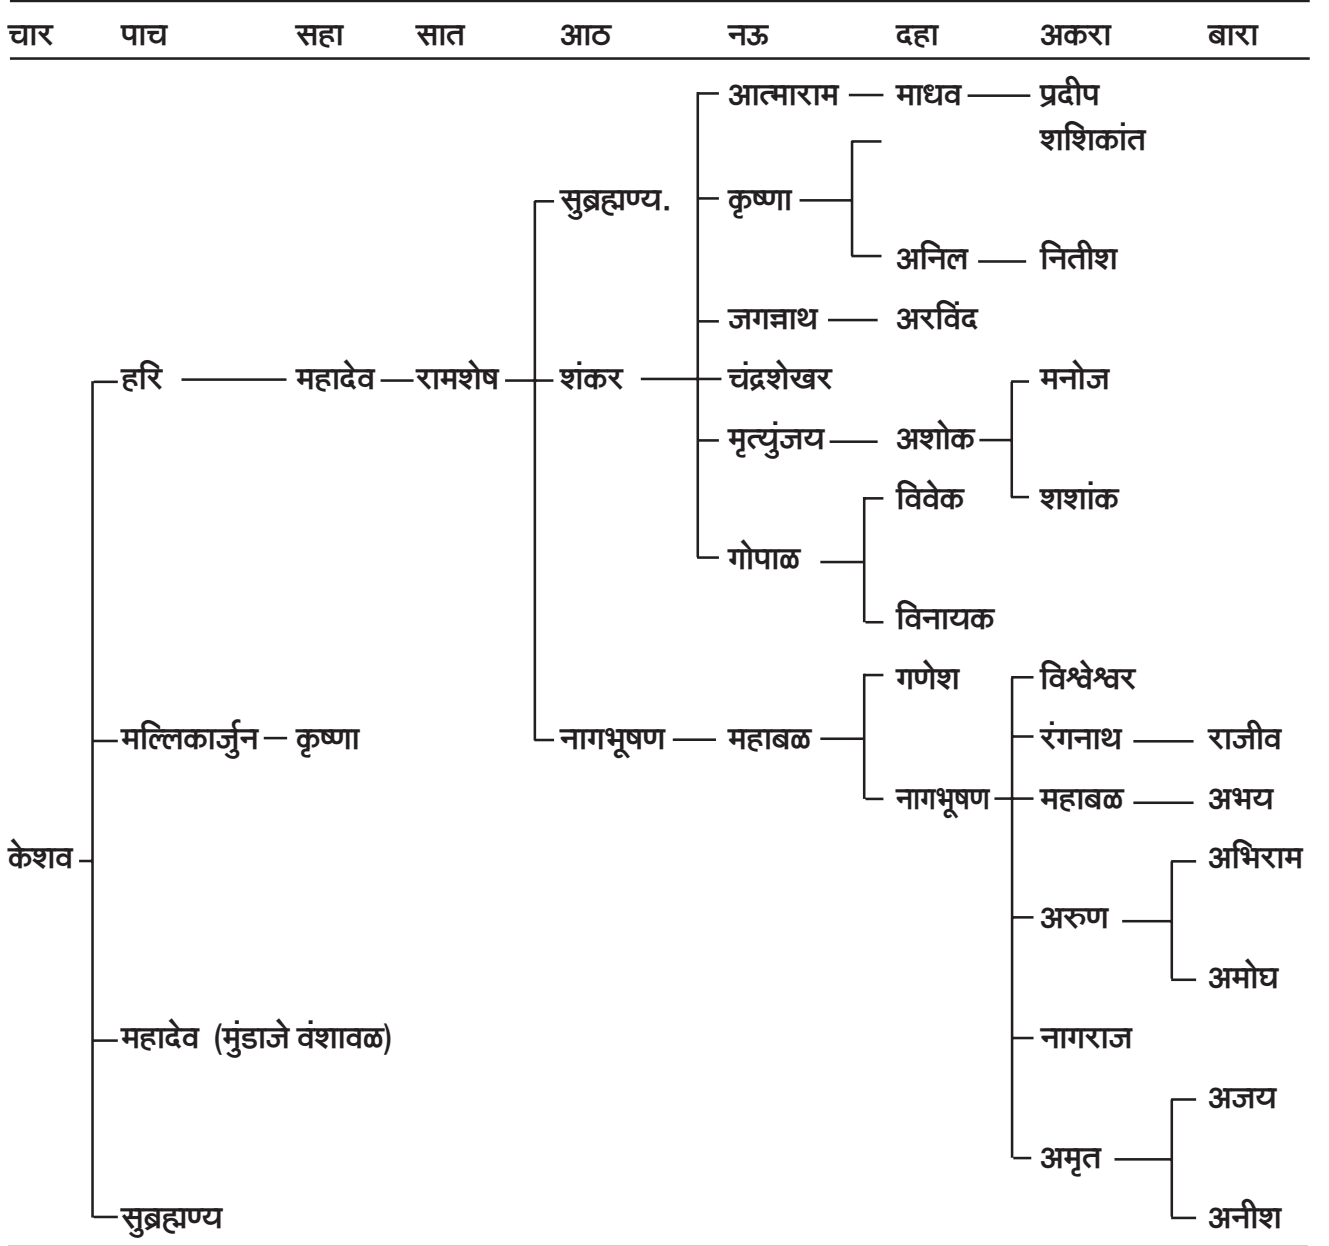 चार पाच सहा सात आठ नऊ दहा अकरा बारा
आत्माराम माधव प्रदीप
शशिकांत
सुब्रह्मण्य. कृष्णा
अनिल नितीश
जगन्नाथ अरविंद
हरि महादेव रामशेष शंकर चंद्रशेखर मनोज
मृत्युंजय अशोक
विवेक शशांक
गोपाळ
विनायक
गणेश विश्वेश्वर
मल्लिकार्जुन कृष्णा नागभूषण महाबळ रंगनाथ राजीव
नागभूषण महाबळ अभय
केशव अभिराम
अरुण
अमोघ
महादेव (मुंडाजे वंशावळ) नागराज
अजय
अमृत
सुब्रह्मण्य अनीश